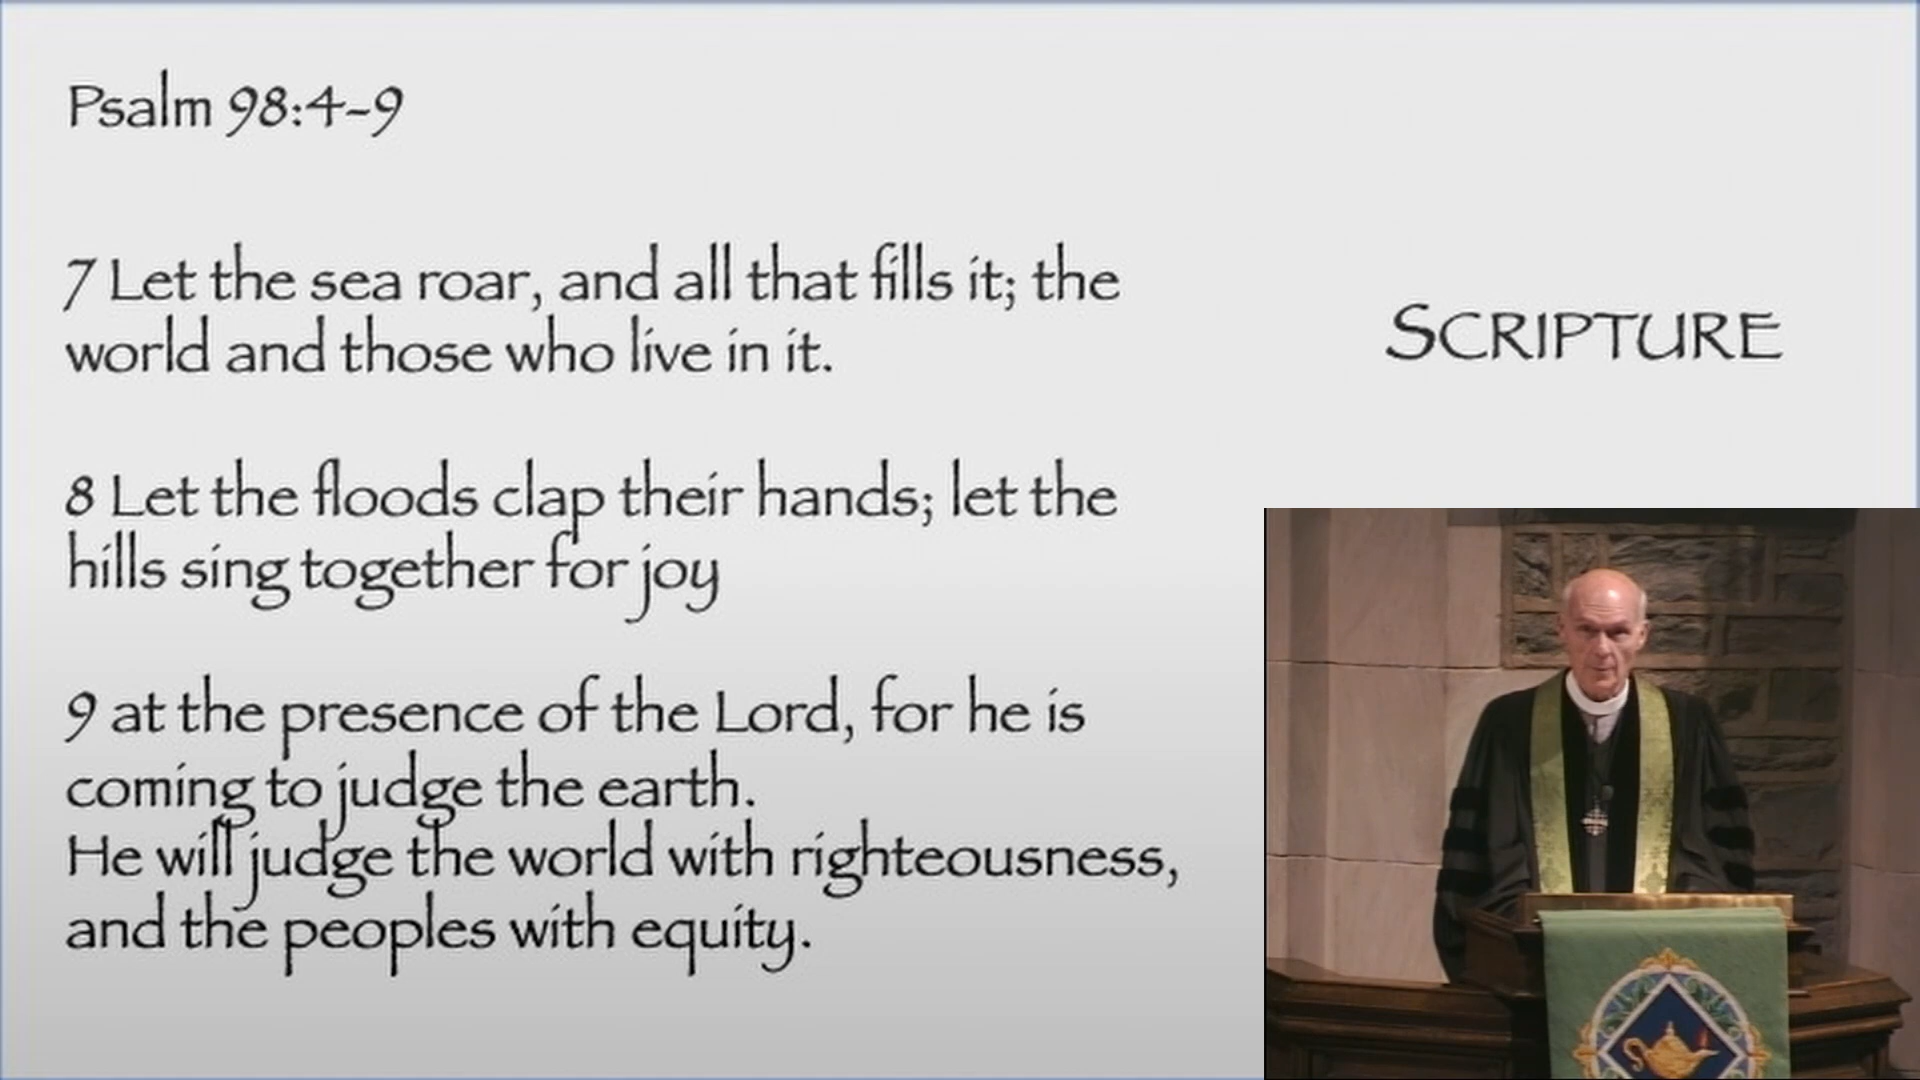 Psalm 98:4-9
7 Let the sea roar, and all that fills it; the
world and those who live in it.
SCRIPTURE
8 Let the floods clap their hands; let the
hills sing together for joy
9 at the presence of the Lord, for he is
coming to judge the earth.
He will judge the world with righteousness,
and the peoples with equity.